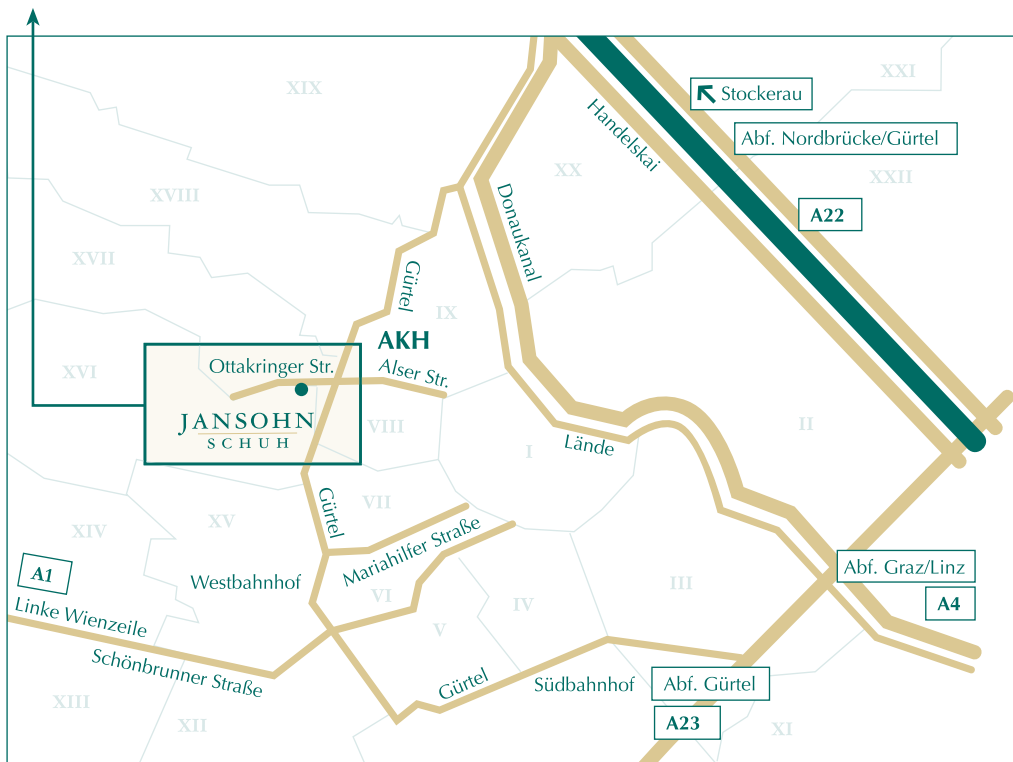 XIX
XXI
Stockerau
Handelskai
Abf. Nordbrücke/Gürtel
XX
XXII
XVIII
Donaukanal
A22
XVII
Gürtel
IX
AKH
Ottakringer Str.
Alser Str.
XVI
JANSOHN
SCHUH
VIII
II
Lände
I
Gürtel
VII
XV
XIV
Mariahilfer Straße
Westbahnhof
A1
Abf. Graz/Linz
III
VI
IV
A4
Linke Wienzeile
V
Schönbrunner Straße
Gürtel
Südbahnhof
Abf. Gürtel
XIII
XII
A23
XI